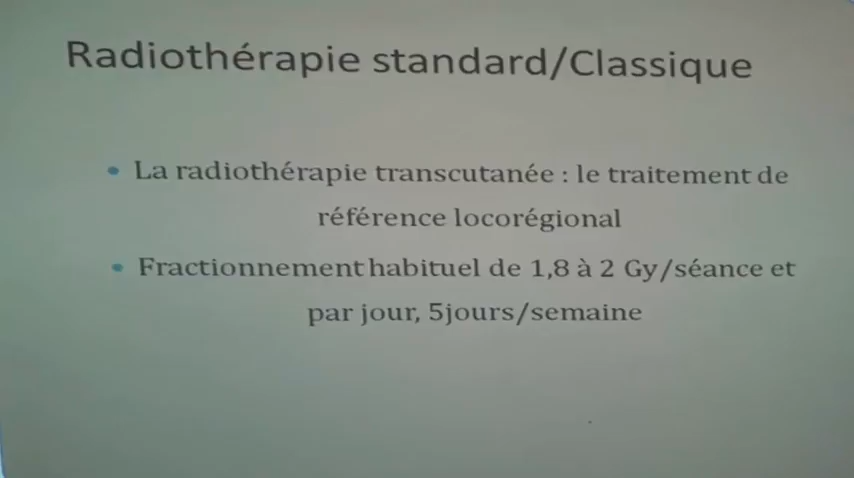 Radiothérapie standard/Classique
• La radiothérapie transcutanée : le traitement de
référence locorégional
• Fractionnement habituel de 1,8 à 2 Gy/séance et
par jour, 5jours/semaine